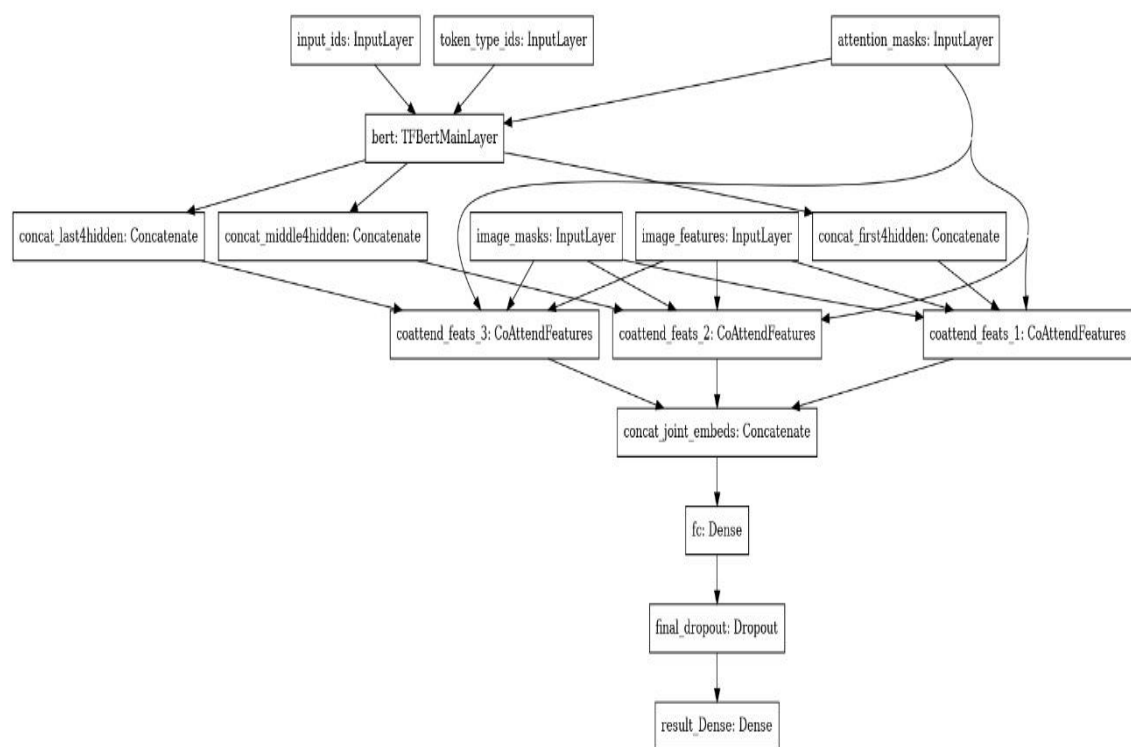 input_ids: InputLayer
token_type_ids: InputLayer
attention_masks: InputLayer
bert: TFBertMainLayer
concat_last4hidden: Concatenate
concat_middle4hidden: Concatenate
image_masks: InputLayer
image_features: InputLayer
concat_first4hidden: Concatenate
coattend_feats_3: CoAttendFeatures
coattend_feats_2: CoAttendFeatures
coattend_feats_1: CoAttendFeatures
concat_joint_embeds: Concatenate
fc: Dense
final_dropout: Dropout
result_Dense: Dense